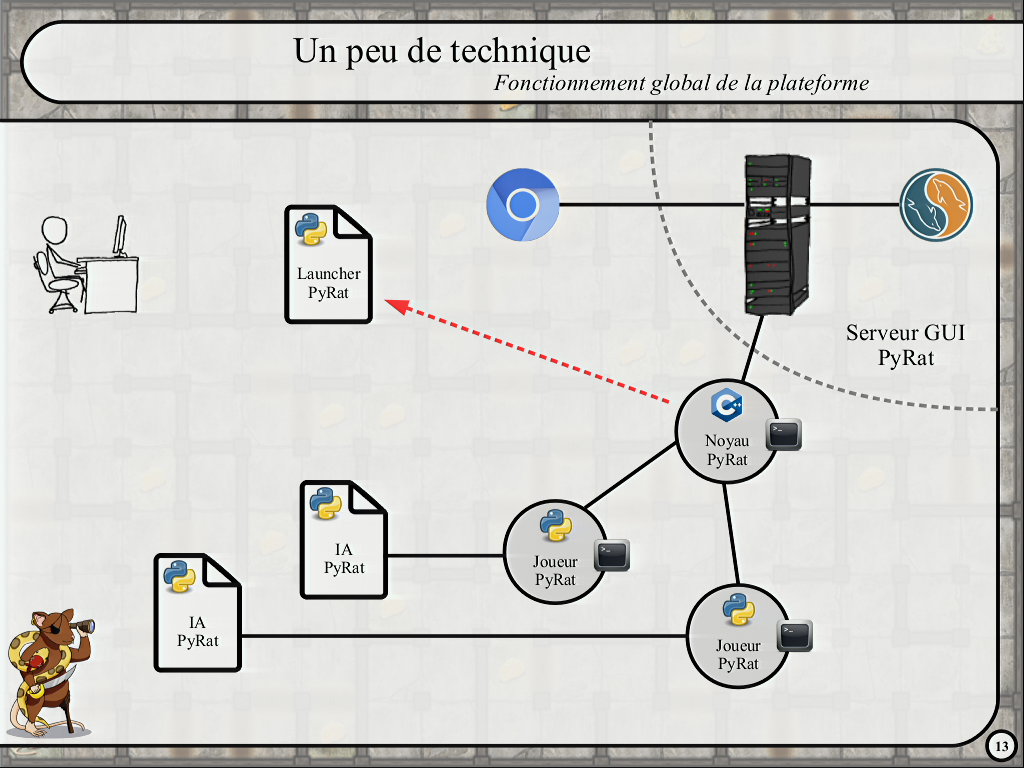 Un peu de technique
Fonctionnement global de la plateforme
Launcher
PyRat
Serveur GUI
PyRat
C++
Noyau
PyRat
>_
IA
PyRat
Joueur
PyRat
>_
IA
PyRat
Joueur
PyRat
>_
13